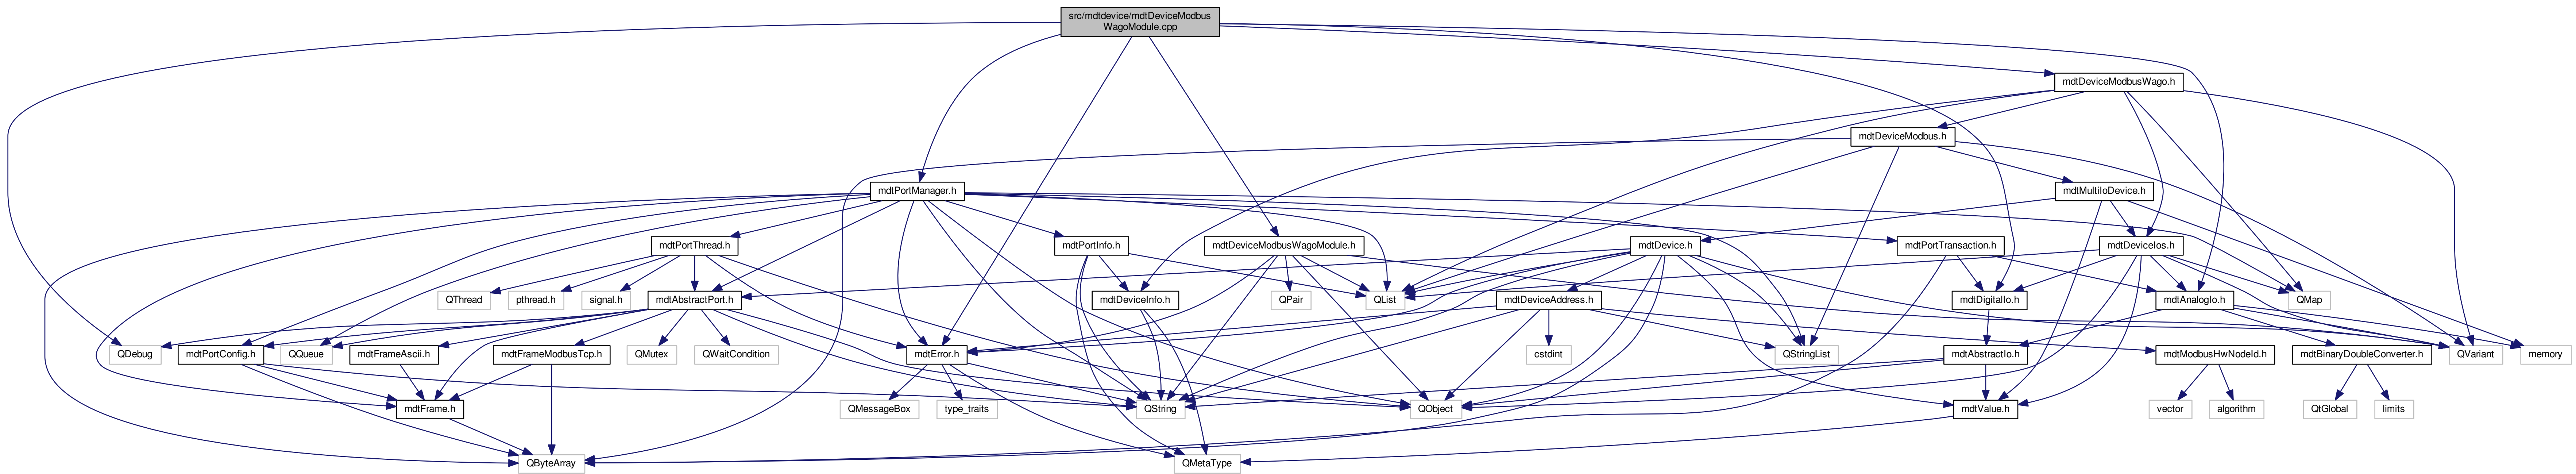 src/mdtdevice/mdtDeviceModbus
WagoModule.cpp
mdtDeviceModbusWago.h
mdtDeviceModbus.h
mdtPortManager.h
mdtMultiIoDevice.h
mdtPortThread.h
mdtPortInfo.h
mdtDeviceModbusWagoModule.h
mdtDevice.h
mdtPortTransaction.h
mdtDeviceIos.h
QThread
pthread.h
signal.h
mdtAbstractPort.h
mdtDeviceInfo.h
QPair
QList
mdtDeviceAddress.h
mdtDigitalIo.h
mdtAnalogIo.h
QMap
QDebug
mdtPortConfig.h
QQueue
mdtFrameAscii.h
mdtFrameModbusTcp.h
QMutex
QWaitCondition
mdtError.h
cstdint
QStringList
mdtAbstractIo.h
mdtModbusHwNodeId.h
mdtBinaryDoubleConverter.h
QVariant
memory
mdtFrame.h
QMessageBox
type_traits
QString
QObject
mdtValue.h
vector
algorithm
QtGlobal
limits
QByteArray
QMetaType